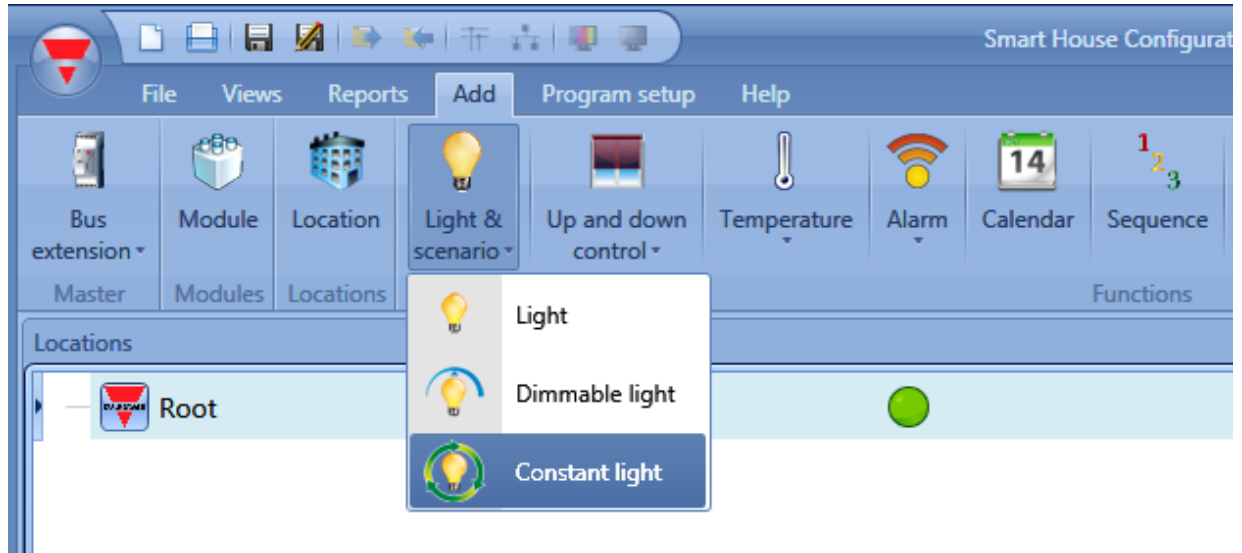 Smart House Configurat
File Views Reports Add Program setup Help
Bus extension
Module
Location
Light & scenario
Up and down control
Temperature
Alarm
14
Calendar
1 2 3
Sequence
Master Modules Locations Functions
Light
Dimmable light
Constant light
Locations
Root